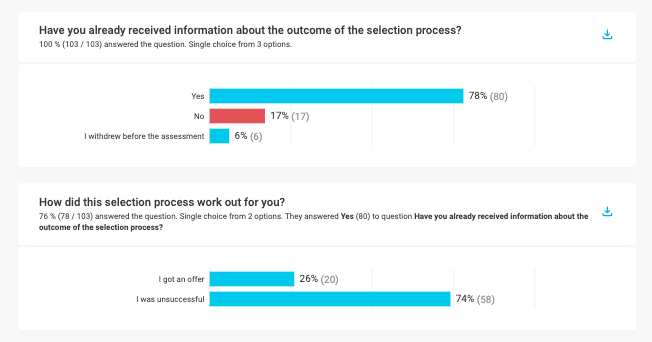 Have you already received information about the outcome of the selection process?
100 % (103 / 103) answered the question. Single choice from 3 options.
Yes 78% (80)
No 17% (17)
I withdrew before the assessment 6% (6)
How did this selection process work out for you?
76 % (78 / 103) answered the question. Single choice from 2 options. They answered Yes (80) to question Have you already received information about the
outcome of the selection process?
I got an offer 26% (20)
I was unsuccessful 74% (58)